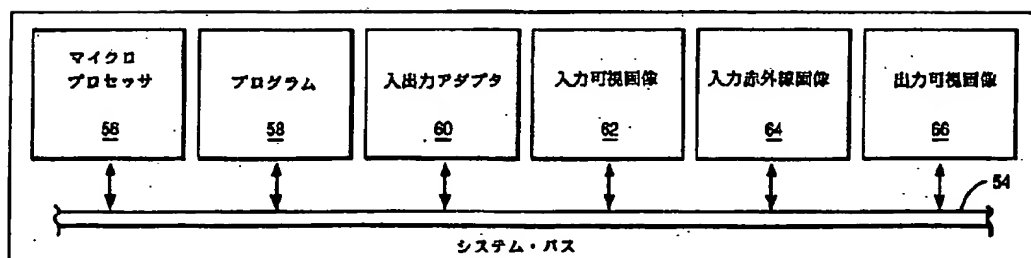 マイクロ
プロセッサ
56
プログラム
58
入出力アダプタ
60
入力可視画像
62
入力赤外線画像
64
出力可視画像
66
54
システム・バス